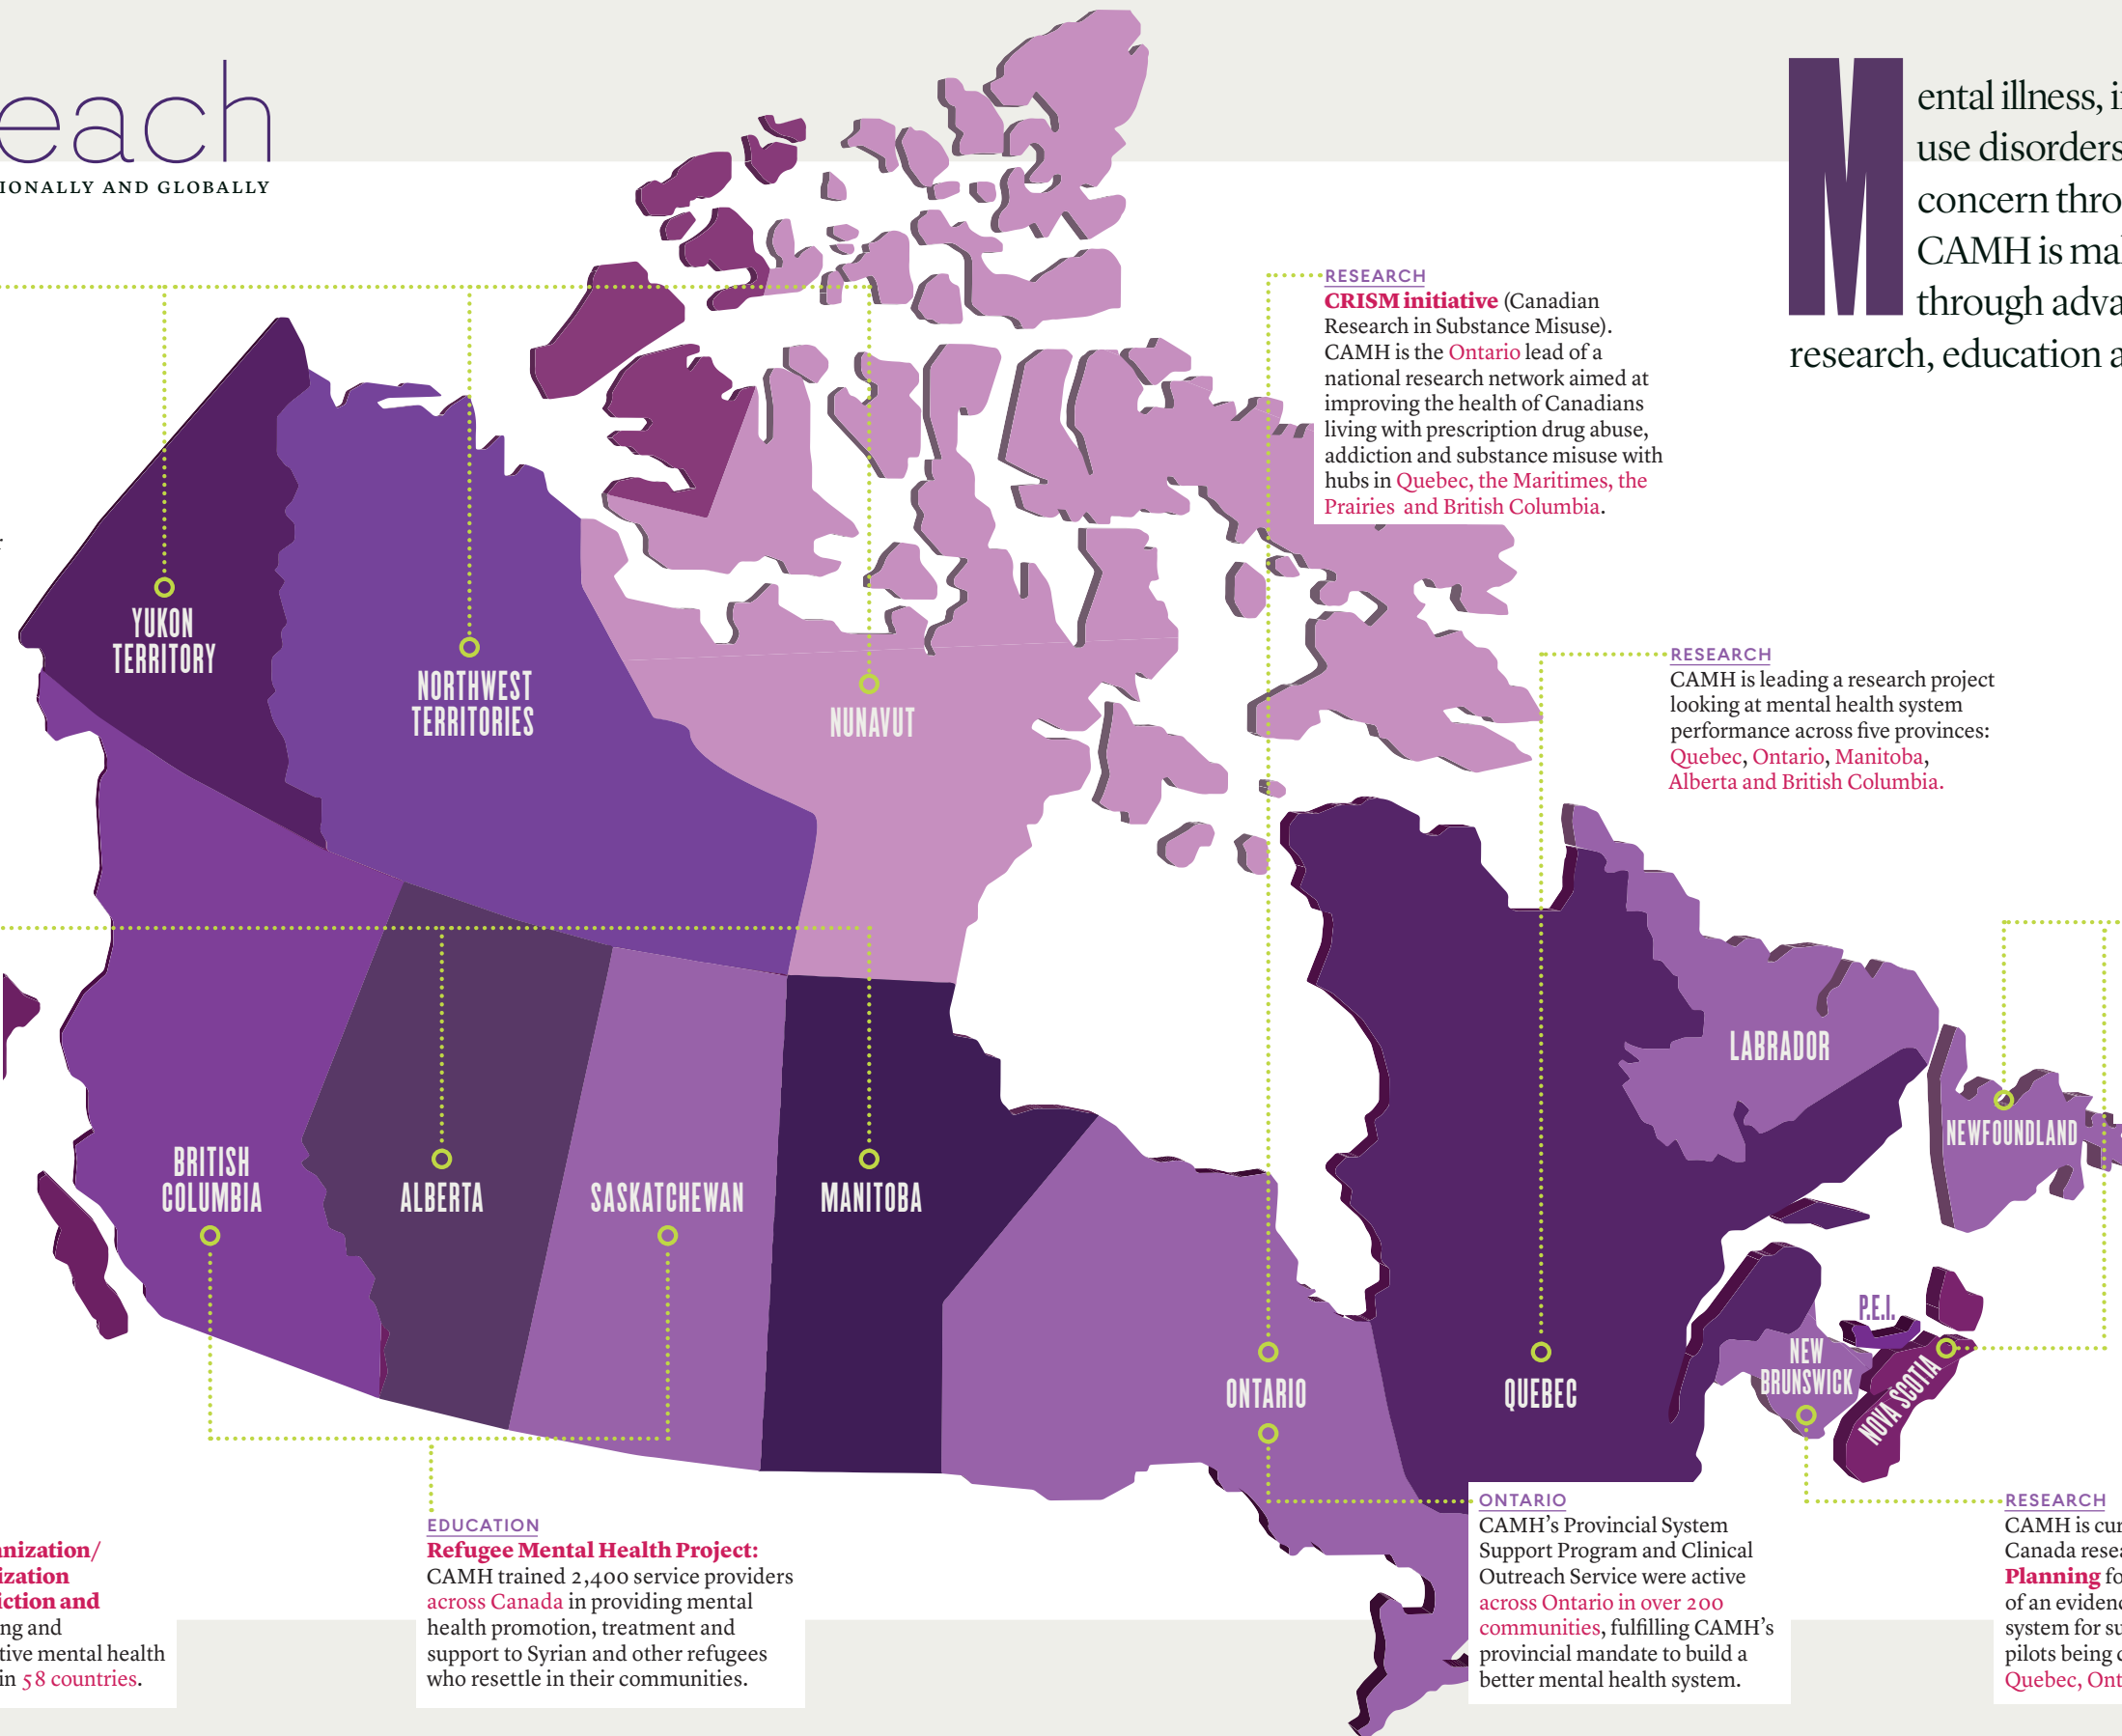 each
IONALLY AND GLOBALLY
M
ental illness, i
use disorders
concern thro
CAMH is mal
through adva
research, education a
RESEARCH
CRISM initiative (Canadian
Research in Substance Misuse).
CAMH is the Ontario lead of a
national research network aimed at
improving the health of Canadians
living with prescription drug abuse,
addiction and substance misuse with
hubs in Quebec, the Maritimes, the
Prairies and British Columbia.
RESEARCH
CAMH is leading a research project
looking at mental health system
performance across five provinces:
Quebec, Ontario, Manitoba,
Alberta and British Columbia.
YUKON
TERRITORY
NORTHWEST
TERRITORIES
NUNAVUT
LABRADOR
NEWFOUNDLAND
BRITISH
COLUMBIA
ALBERTA
SASKATCHEWAN
MANITOBA
ONTARIO
QUEBEC
P.E.I.
NEW
BRUNSWICK
NOVA SCOTIA
anization/
ization
iction and
ng and
tive mental health
in 58 countries.
EDUCATION
Refugee Mental Health Project:
CAMH trained 2,400 service providers
across Canada in providing mental
health promotion, treatment and
support to Syrian and other refugees
who resettle in their communities.
ONTARIO
CAMH's Provincial System
Support Program and Clinical
Outreach Service were active
across Ontario in over 200
communities, fulfilling CAMH's
provincial mandate to build a
better mental health system.
RESEARCH
CAMH is cur
Canada resea
Planning fo
of an evidenc
system for su
pilots being c
Quebec, Ont